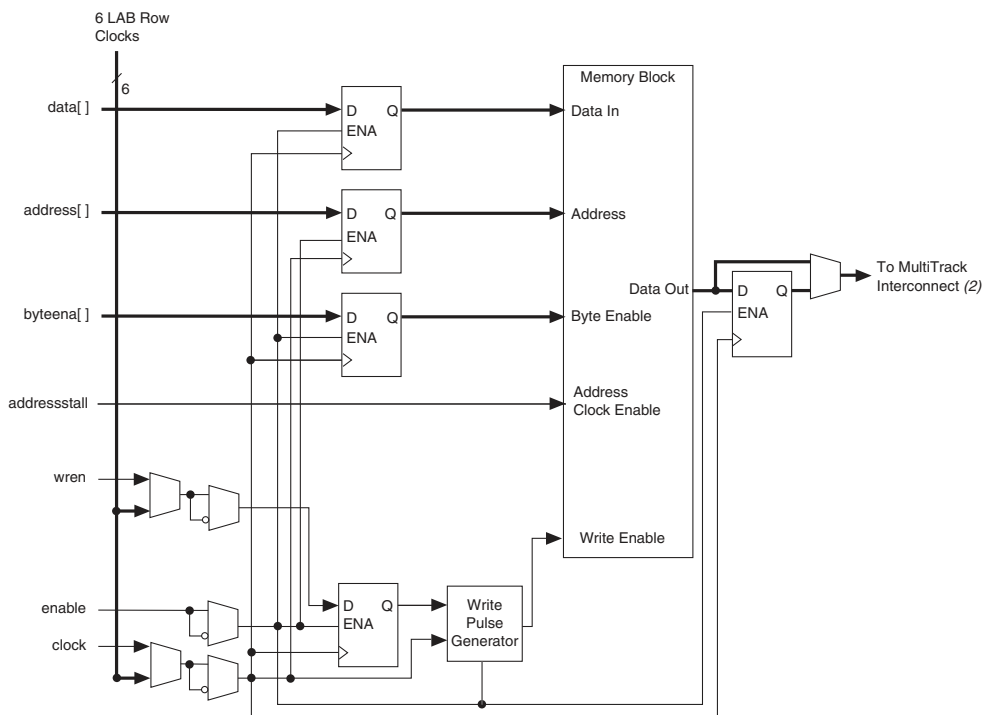 6 LAB Row
Clocks
6
Memory Block
data[ ]
D Q
ENA
Data In
address[ ]
D Q
ENA
Address
To MultiTrack
Interconnect (2)
Data Out
D Q
ENA
byteena[ ]
D Q
ENA
Byte Enable
addressstall
Address
Clock Enable
wren
Write Enable
enable
D Q
ENA
Write
Pulse
Generator
clock